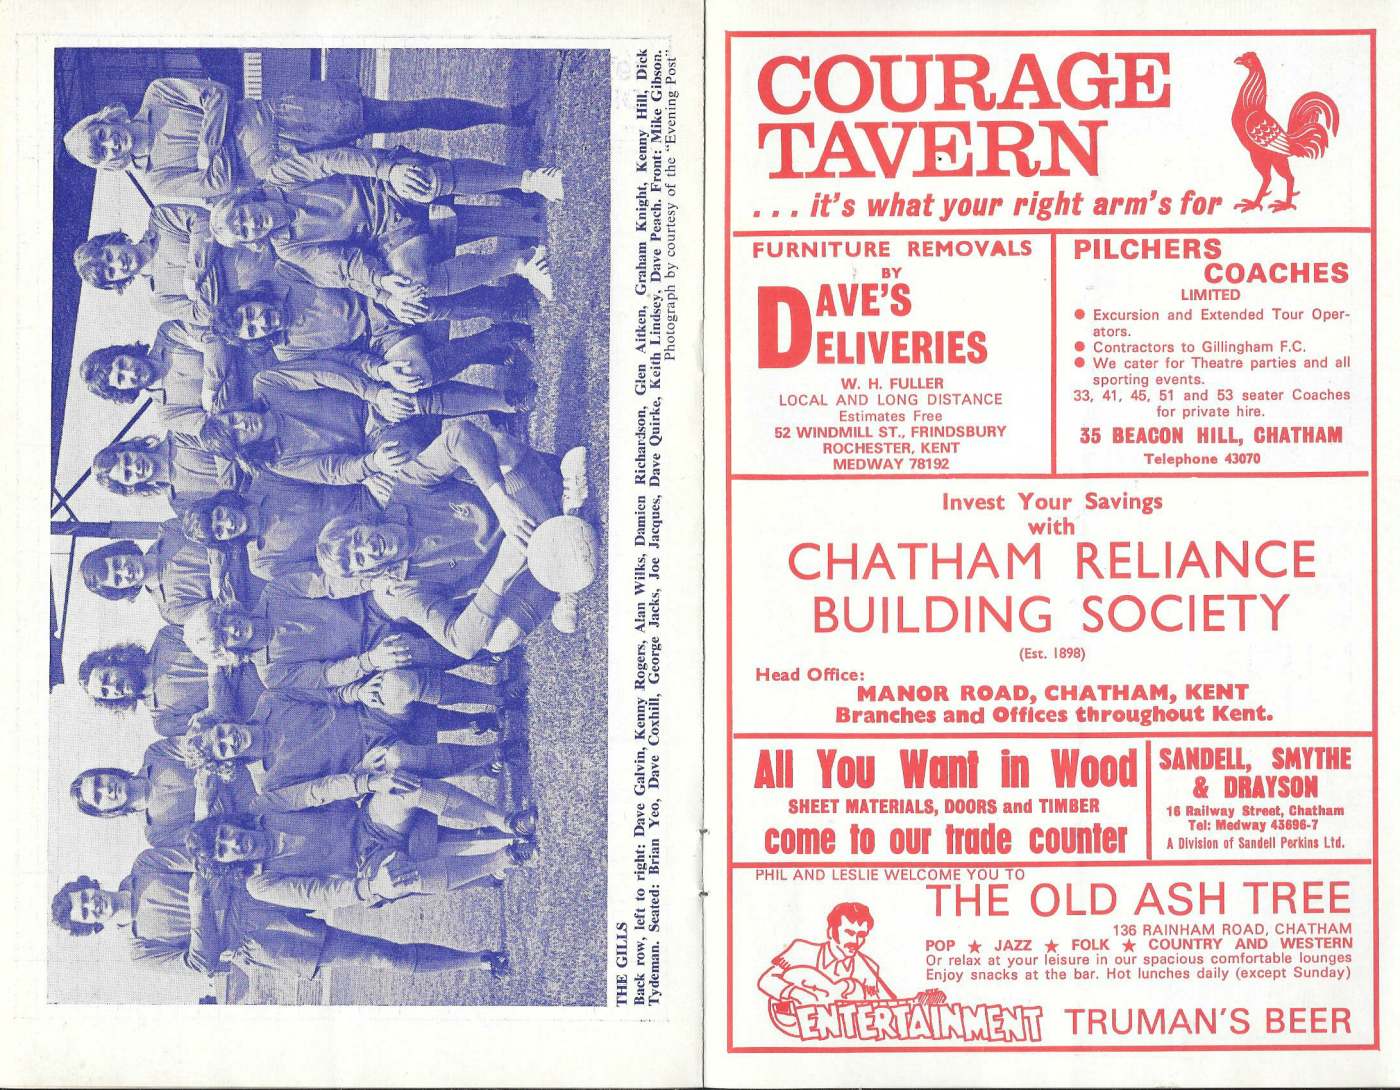 THE GILLS
Back row, left to right: Dave Galvin, Kenny Rogers, Alan Wilks, Damien Richardson, Glen Aitken, Graham Knight, Kenny Hill, Dick
Tydeman. Seated: Brian Yeo, Dave Coxhill, George Jacks, Joe Jacques, Dave Quirke, Keith Lindsey, Dave Peach. Front: Mike Gibson.
Photograph by courtesy of the "Evening Post"
COURAGE
TAVERN
. . . it's what your right arm's for
FURNITURE REMOVALS
BY
DAVE'S
DELIVERIES
W. H. FULLER
LOCAL AND LONG DISTANCE
Estimates Free
52 WINDMILL ST., FRINDSBURY
ROCHESTER, KENT
MEDWAY 78192
PILCHERS
COACHES
LIMITED
● Excursion and Extended Tour Oper-
ators.
● Contractors to Gillingham F.C.
● We cater for Theatre parties and all
sporting events.
33, 41, 45, 51 and 53 seater Coaches
for private hire.
35 BEACON HILL, CHATHAM
Telephone 43070
Invest Your Savings
with
CHATHAM RELIANCE
BUILDING SOCIETY
(Est. 1898)
Head Office:
MANOR ROAD, CHATHAM, KENT
Branches and Offices throughout Kent.
All You Want in Wood
SHEET MATERIALS, DOORS and TIMBER
come to our trade counter
SANDELL, SMYTHE
& DRAYSON
16 Railway Street, Chatham
Tel: Medway 43696-7
A Division of Sandell Perkins Ltd.
PHIL AND LESLIE WELCOME YOU TO
THE OLD ASH TREE
136 RAINHAM ROAD, CHATHAM
POP ★ JAZZ ★ FOLK ★ COUNTRY AND WESTERN
Or relax at your leisure in our spacious comfortable lounges
Enjoy snacks at the bar. Hot lunches daily (except Sunday)
ENTERTAINMENT
TRUMAN'S BEER